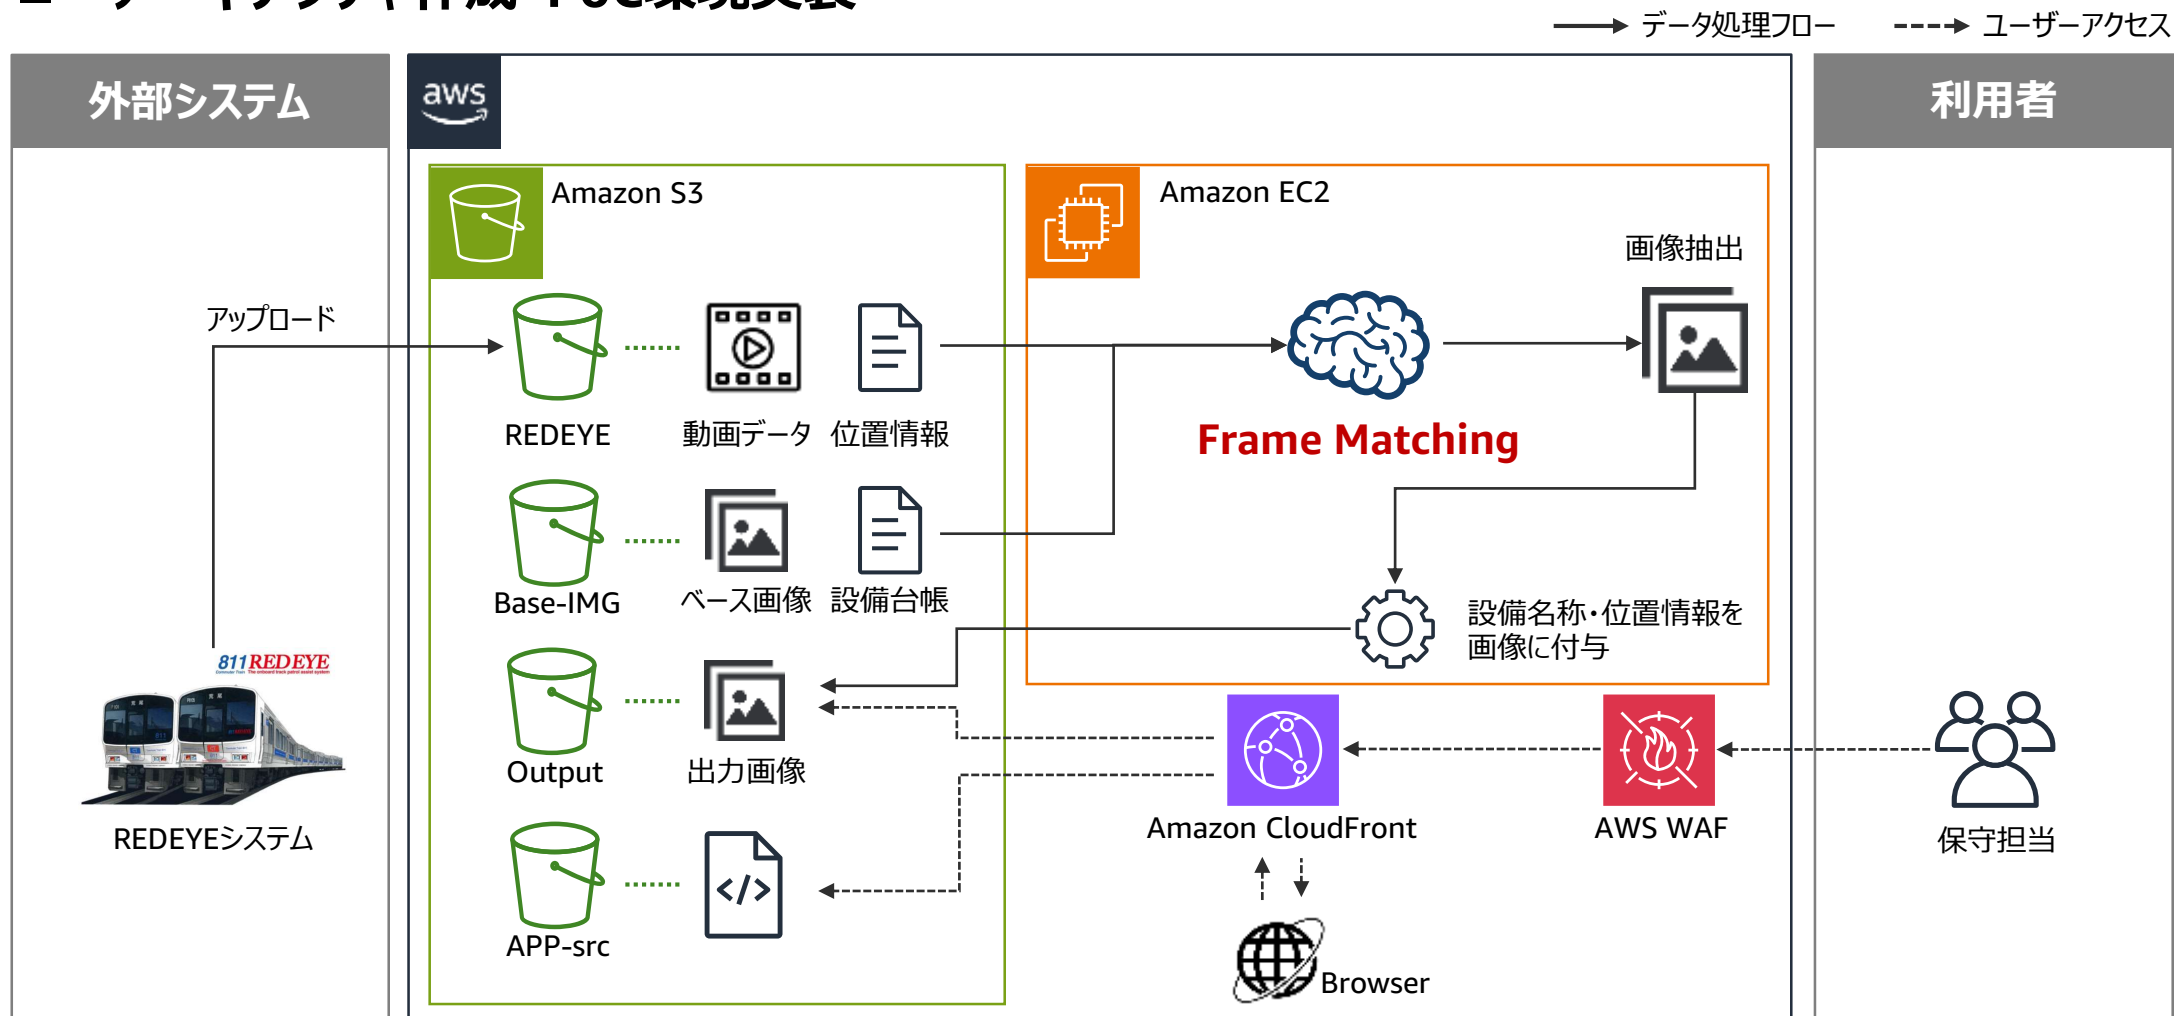 データ処理フロー
ユーザーアクセス
外部システム
aws
利用者
Amazon S3
Amazon EC2
画像抽出
アップロード
REDEYE
動画データ
位置情報
Frame Matching
Base-IMG
ベース画像
設備台帳
設備名称・位置情報を
画像に付与
811 REDEYE
Output
出力画像
REDEYEシステム
Amazon CloudFront
AWS WAF
保守担当
</>
APP-src
Browser